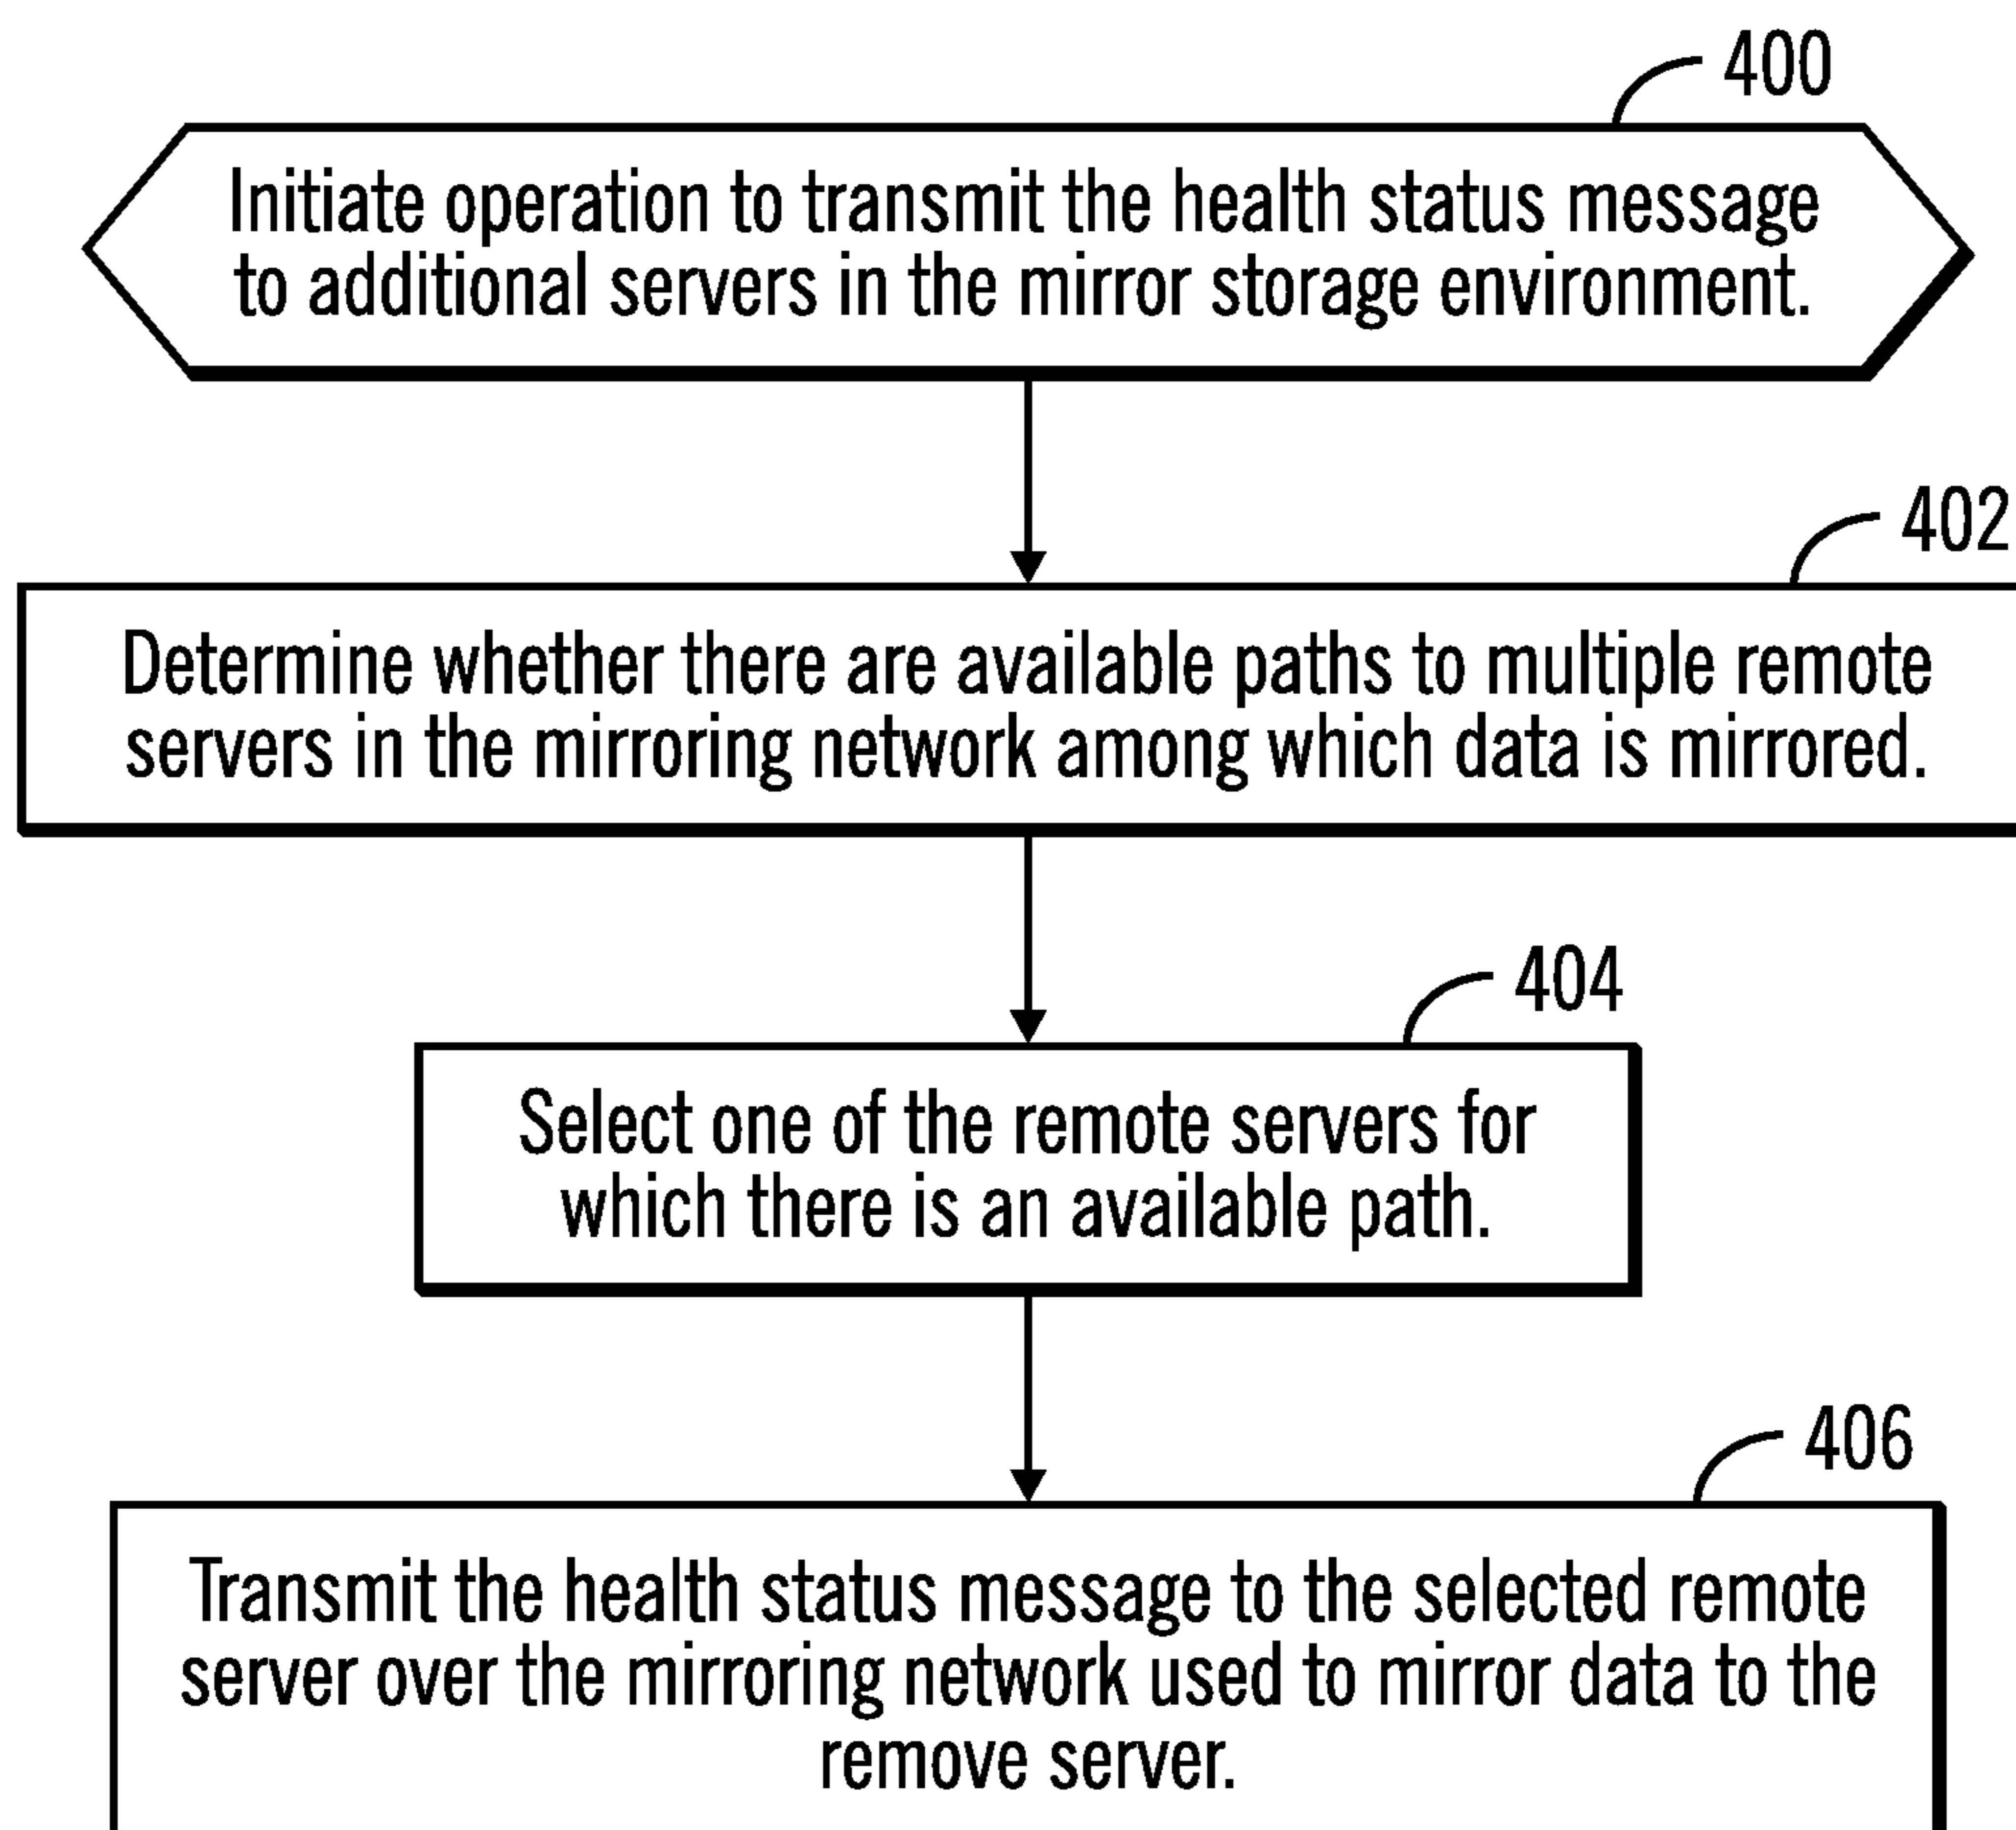 400
Initiate operation to transmit the health status message
to additional servers in the mirror storage environment.
402
Determine whether there are available paths to multiple remote
servers in the mirroring network among which data is mirrored.
404
Select one of the remote servers for
which there is an available path.
406
Transmit the health status message to the selected remote
server over the mirroring network used to mirror data to the
remove server.